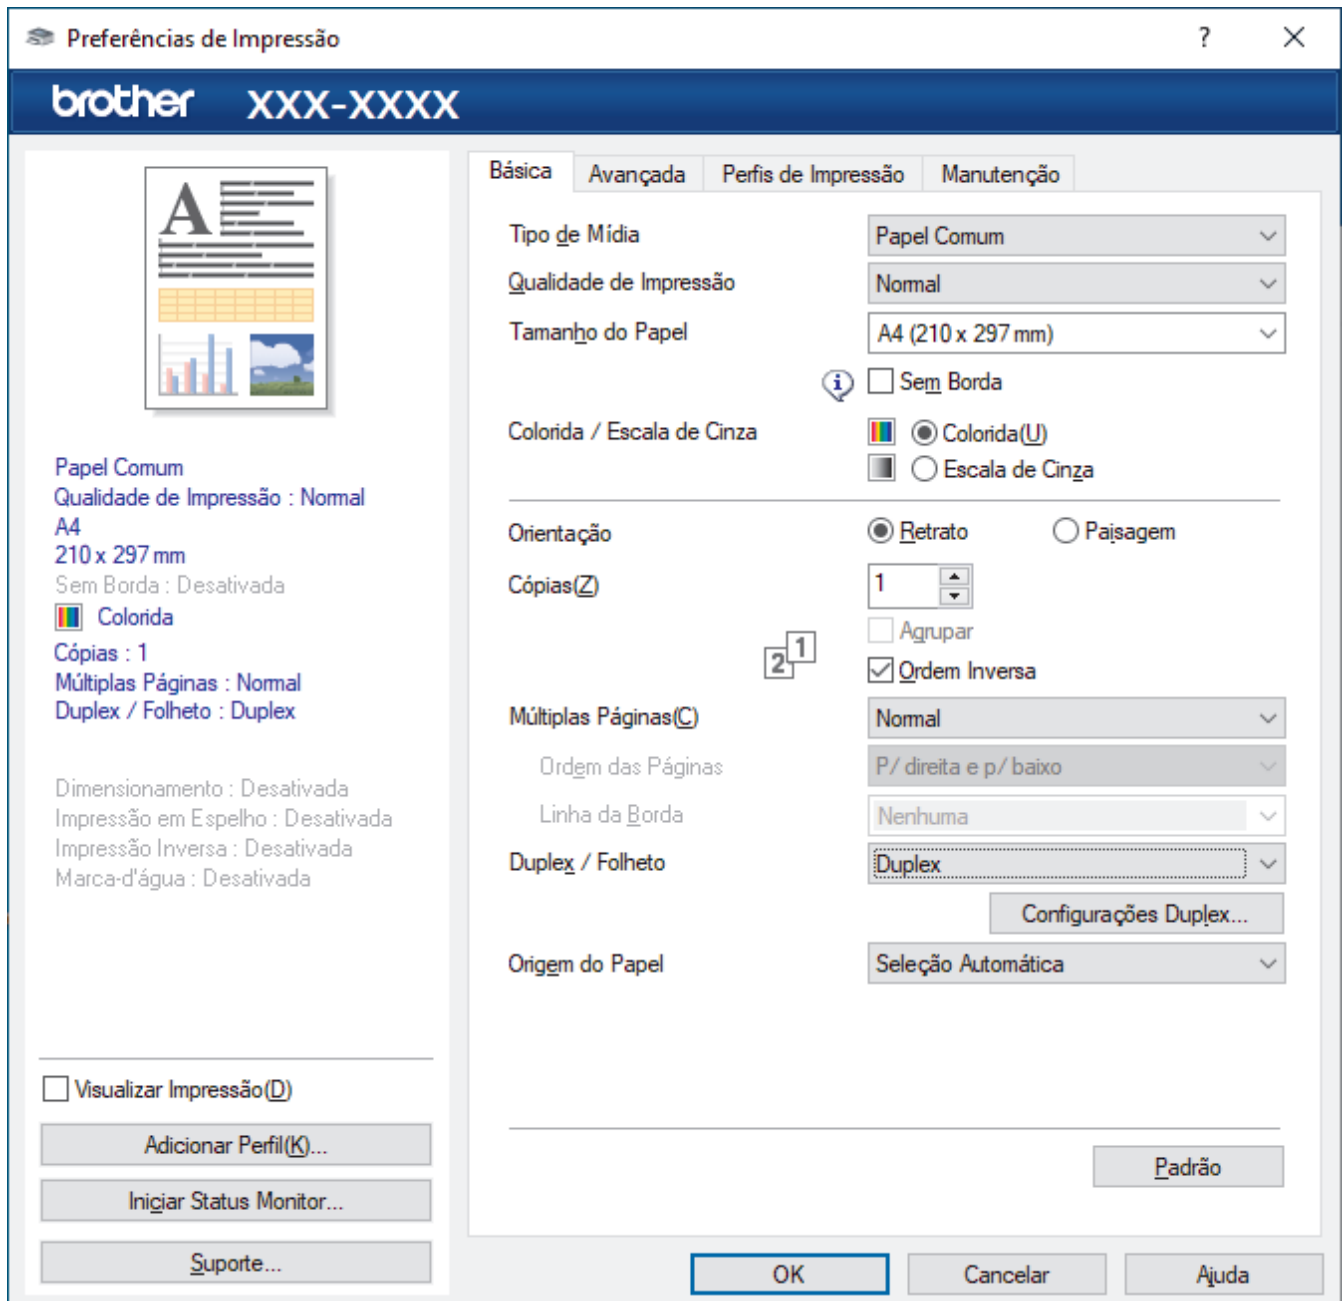 Preferências de Impressão
?
brother XXX-XXXX
A
Papel Comum
Qualidade de Impressão : Normal
A4
210 x 297 mm
Sem Borda : Desativada
Colorida
Cópias : 1
Múltiplas Páginas : Normal
Duplex / Folheto : Duplex
Dimensionamento : Desativada
Impressão em Espelho : Desativada
Impressão Inversa : Desativada
Marca-d'água : Desativada
Visualizar Impressão(D)
Adicionar Perfil(K)...
Iniciar Status Monitor...
Suporte...
Básica Avançada Perfis de Impressão Manutenção
Tipo de Mídia Papel Comum
Qualidade de Impressão Normal
Tamanho do Papel A4 (210 x 297 mm)
Sem Borda
Colorida / Escala de Cinza Colorida(U)
Escala de Cinza
Orientação Retrato Paisagem
Cópias(Z) 1
Agrupar
2 1 Ordem Inversa
Múltiplas Páginas(C) Normal
Ordem das Páginas P/ direita e p/ baixo
Linha da Borda Nenhuma
Duplex / Folheto Duplex
Configurações Duplex...
Origem do Papel Seleção Automática
Padrão
OK Cancelar Ajuda